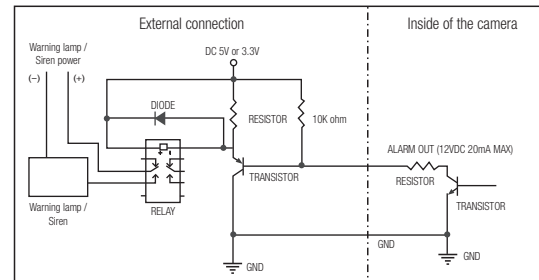 External connection
Inside of the camera
Warning lamp /
Siren power
(−) (+)
DC 5V or 3.3V
DIODE
RESISTOR
10K ohm
ALARM OUT (12VDC 20mA MAX)
RESISTOR
TRANSISTOR
TRANSISTOR
Warning lamp /
Siren
RELAY
GND
GND
GND